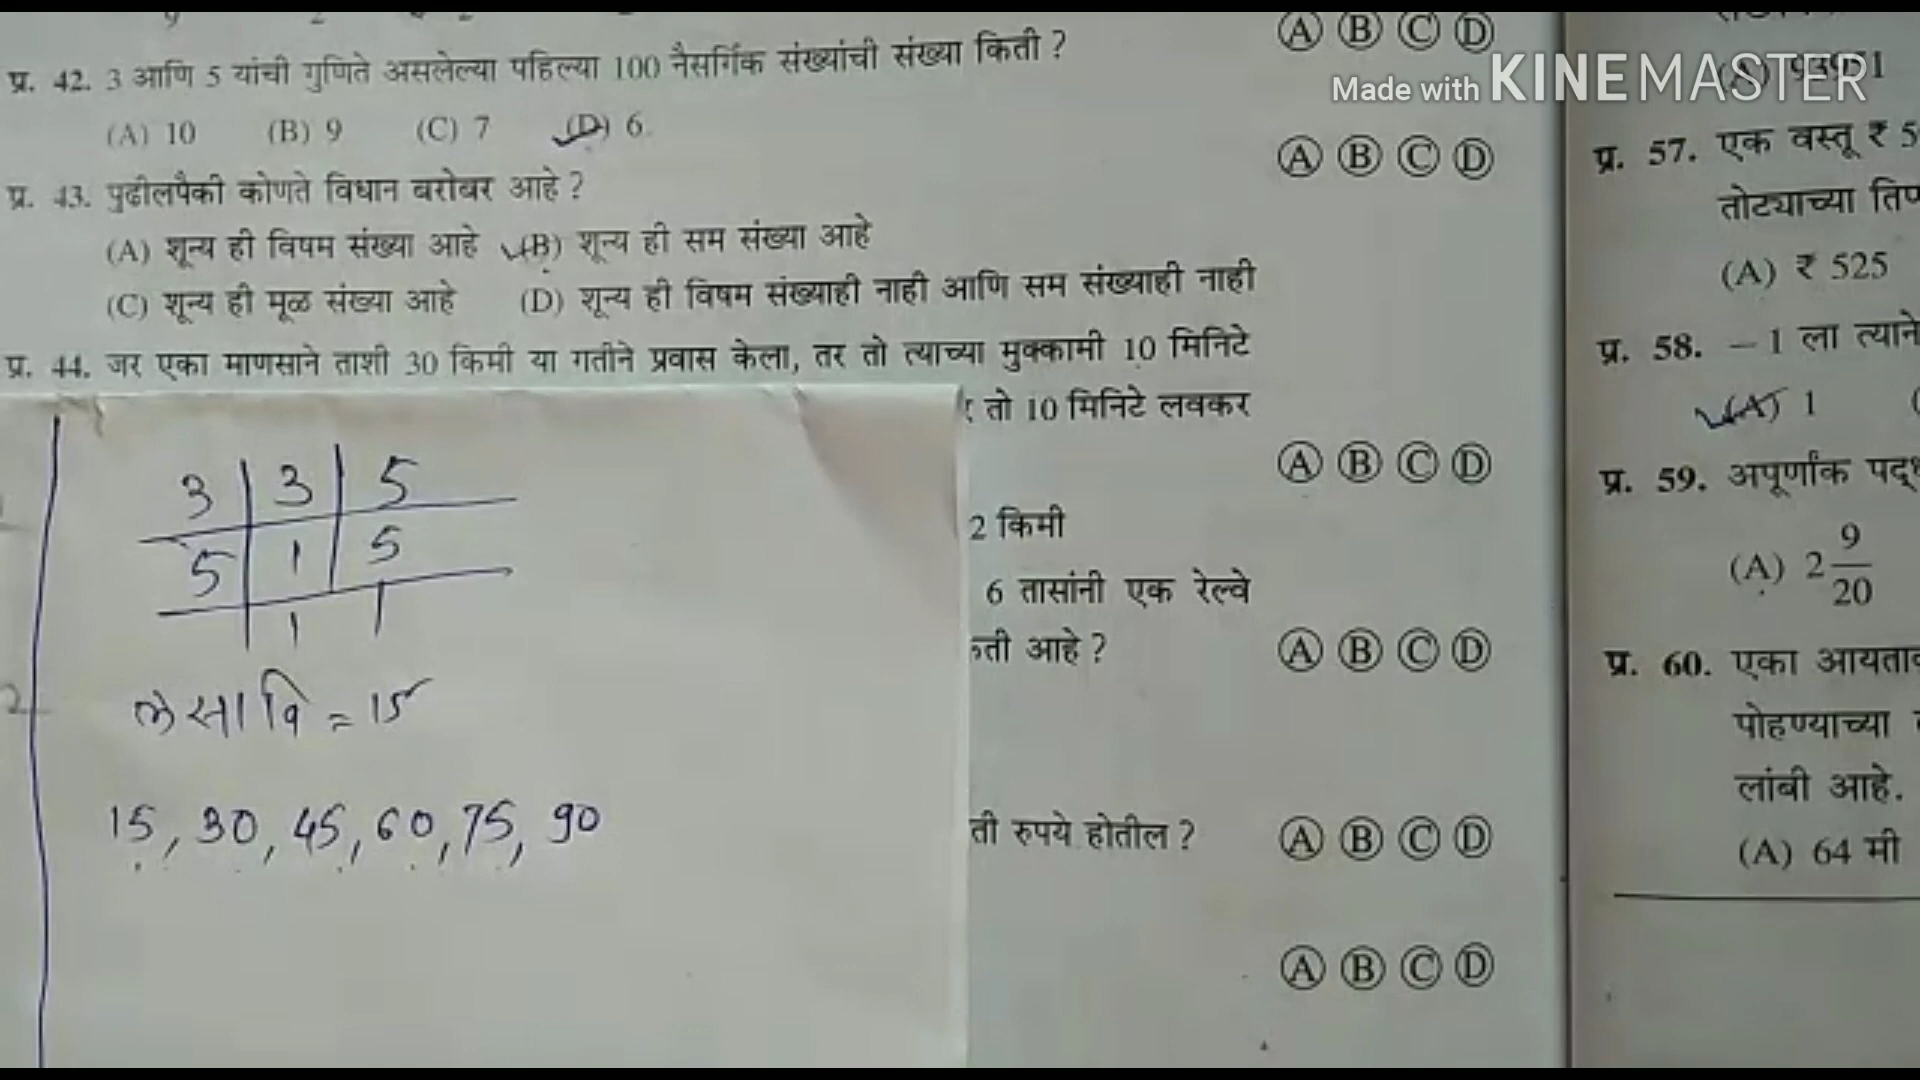 प्र. 42. 3 आणि 5 यांची गुणिते असलेल्या पहिल्या 100 नैसर्गिक संख्यांची संख्या किती ?
(A) 10 (B) 9 (C) 7 (D) 6
Ⓐ Ⓑ Ⓒ Ⓓ
प्र. 43. पुढीलपैकी कोणते विधान बरोबर आहे ?
Ⓐ Ⓑ Ⓒ Ⓓ
(A) शून्य ही विषम संख्या आहे (B) शून्य ही सम संख्या आहे
(C) शून्य ही मूळ संख्या आहे (D) शून्य ही विषम संख्याही नाही आणि सम संख्याही नाही
प्र. 44. जर एका माणसाने ताशी 30 किमी या गतीने प्रवास केला, तर तो त्याच्या मुक्कामी 10 मिनिटे
तो 10 मिनिटे लवकर
Ⓐ Ⓑ Ⓒ Ⓓ
2 किमी
6 तासांनी एक रेल्वे
आहे ?
Ⓐ Ⓑ Ⓒ Ⓓ
ती रुपये होतील ?
Ⓐ Ⓑ Ⓒ Ⓓ
Ⓐ Ⓑ Ⓒ Ⓓ
3 3 5
5 1 5
1 1
लसावि = 15
15, 30, 45, 60, 75, 90
Made with KINEMASTER
प्र. 57. एक वस्तू ₹ 5
तोट्याच्या
(A) ₹ 525
प्र. 58. – 1 ला त्याने
(A) 1
प्र. 59. अपूर्णांक
(A) 2 9/20
प्र. 60. एका
पोहण्याच्या
लांबी आहे.
(A) 64 मी